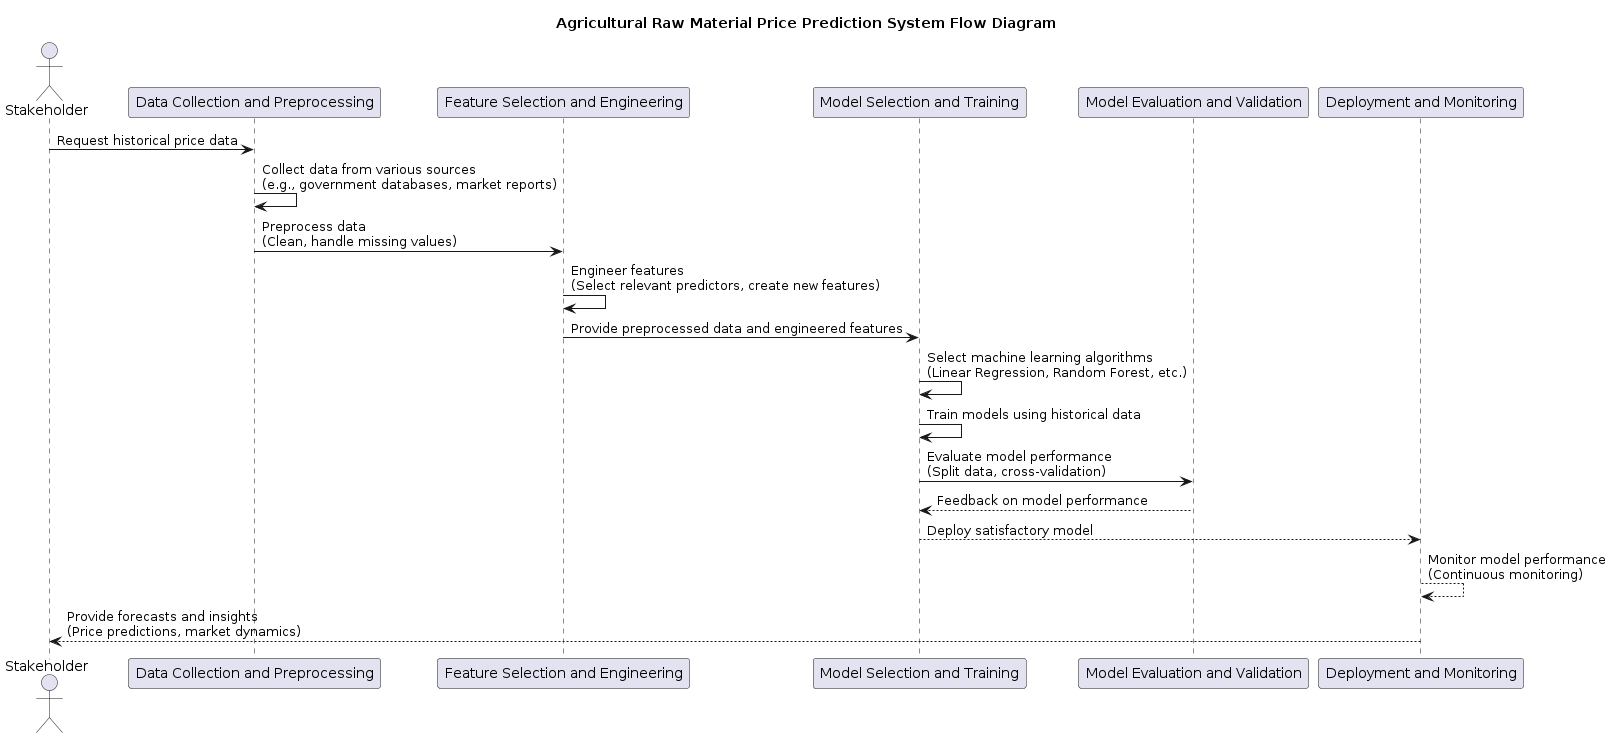 Agricultural Raw Material Price Prediction System Flow Diagram
Stakeholder
Data Collection and Preprocessing
Feature Selection and Engineering
Model Selection and Training
Model Evaluation and Validation
Deployment and Monitoring
Request historical price data
Collect data from various sources
(e.g., government databases, market reports)
Preprocess data
(Clean, handle missing values)
Engineer features
(Select relevant predictors, create new features)
Provide preprocessed data and engineered features
Select machine learning algorithms
(Linear Regression, Random Forest, etc.)
Train models using historical data
Evaluate model performance
(Split data, cross-validation)
Feedback on model performance
Deploy satisfactory model
Monitor model performance
(Continuous monitoring)
Provide forecasts and insights
(Price predictions, market dynamics)
Stakeholder
Data Collection and Preprocessing
Feature Selection and Engineering
Model Selection and Training
Model Evaluation and Validation
Deployment and Monitoring